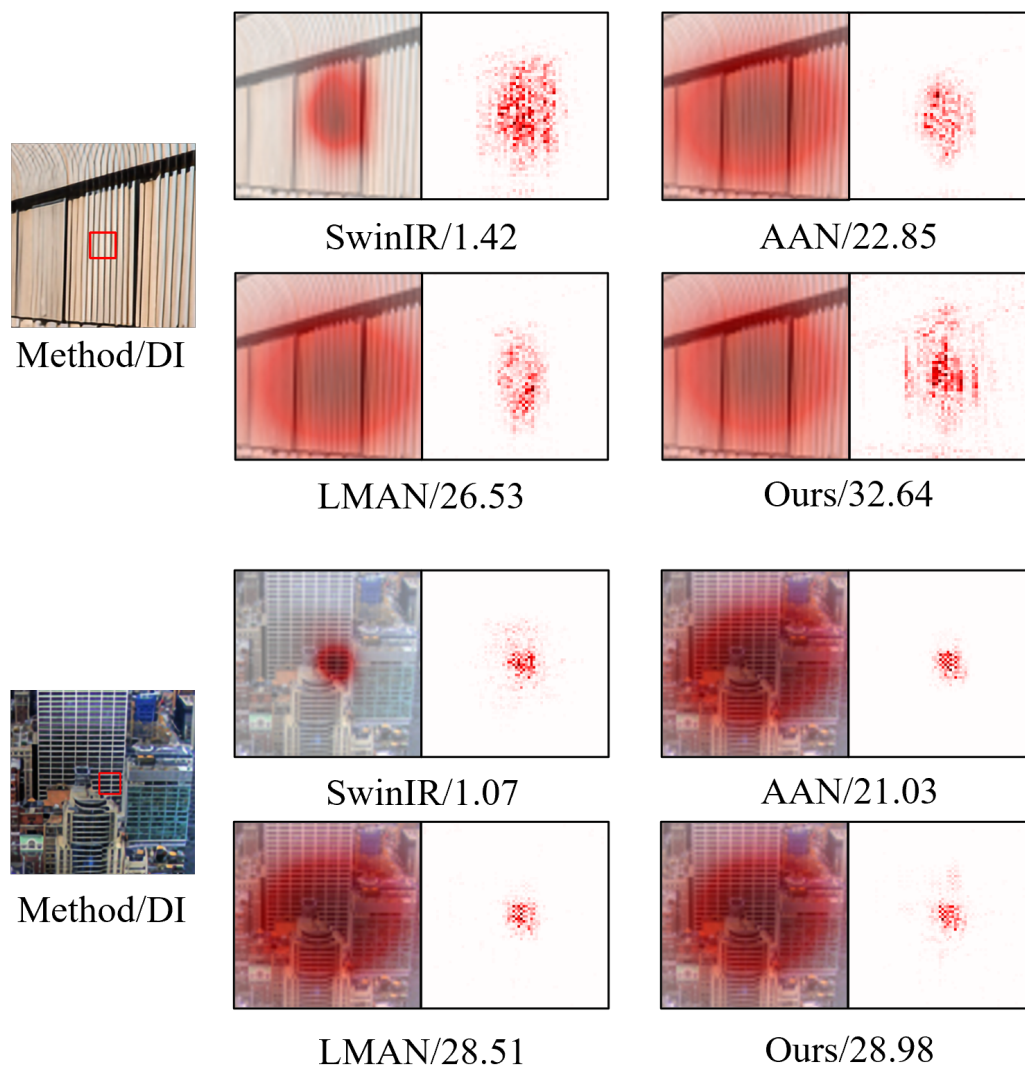 SwinIR/1.42
AAN/22.85
Method/DI
LMAN/26.53
Ours/32.64
SwinIR/1.07
AAN/21.03
Method/DI
LMAN/28.51
Ours/28.98